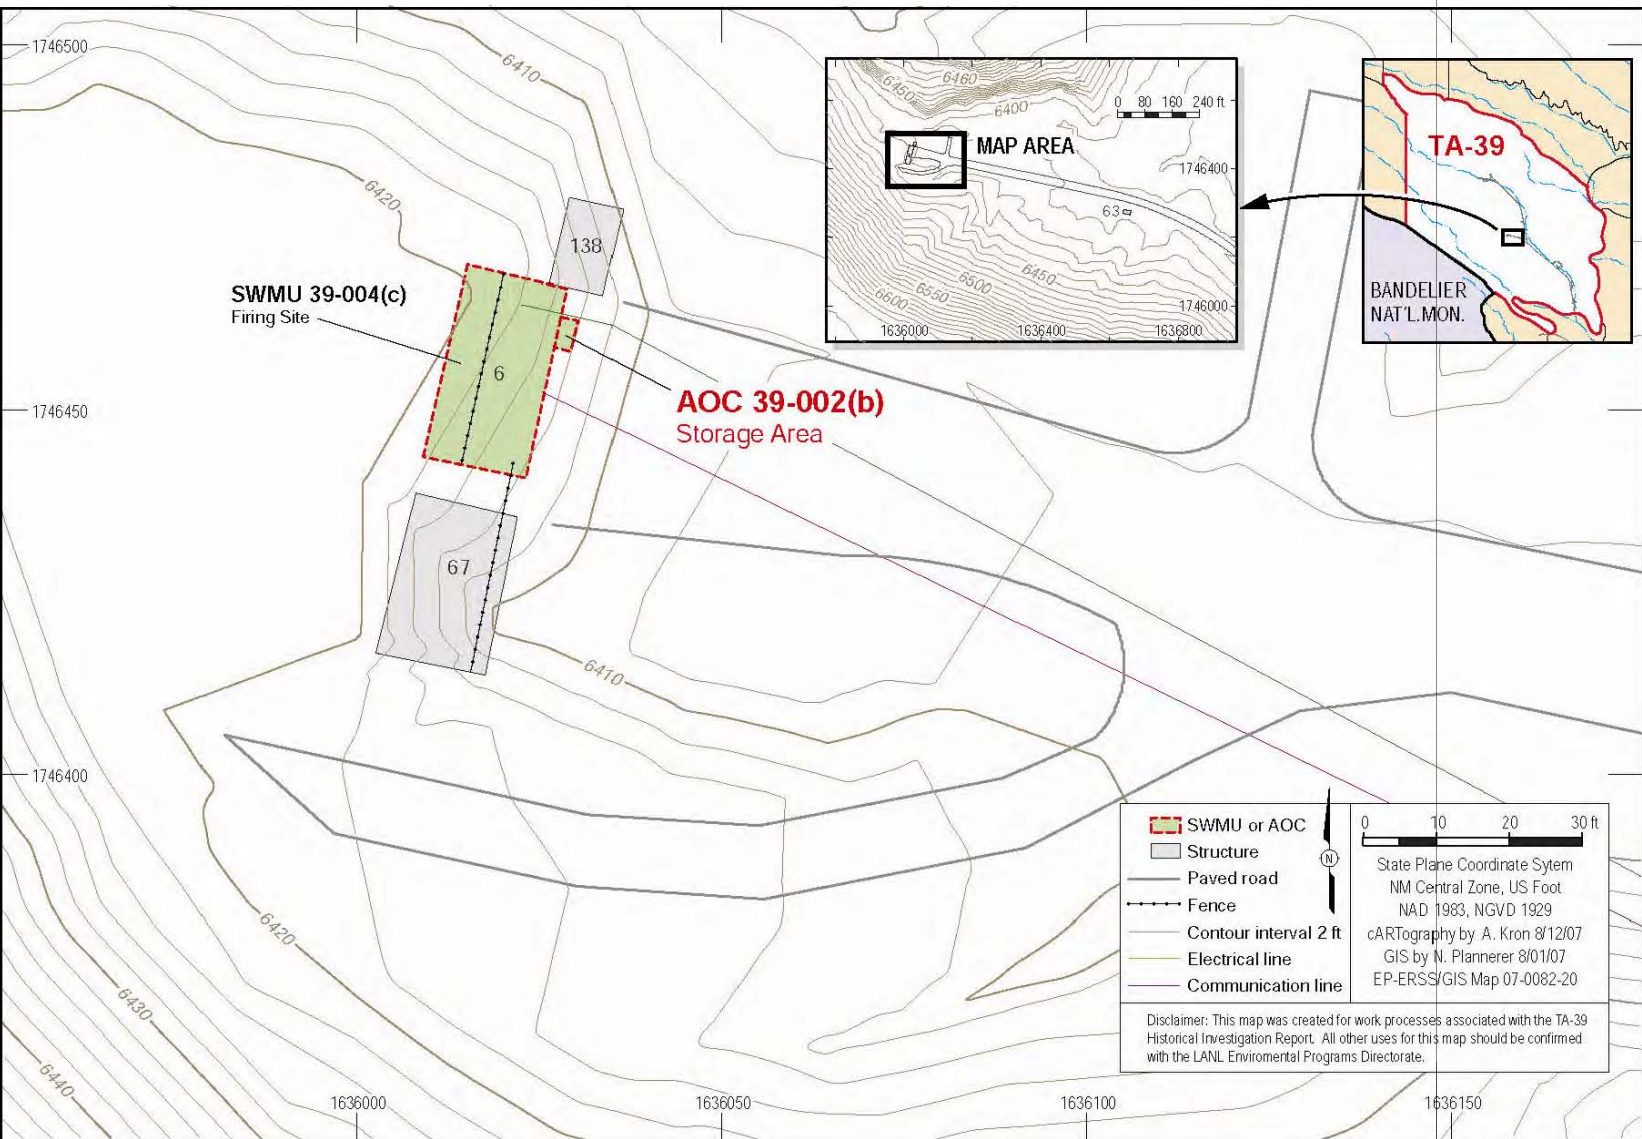 1746500
6410
6420
138
SWMU 39-004(c)
Firing Site
6
1746450
AOC 39-002(b)
Storage Area
67
6410
1746400
6420
6430
6440
1636000
1636050
1636100
1636150
6460
6450
6400
0 80 160 240 ft
MAP AREA
1746400
63
6450
6500
6550
6600
1746000
1636000
1636400
1636800
TA-39
BANDELIER
NAT'L.MON.
SWMU or AOC
Structure
Paved road
Fence
Contour interval 2 ft
Electrical line
Communication line
N
0 10 20 30 ft
State Plane Coordinate Sytem
NM Central Zone, US Foot
NAD 1983, NGVD 1929
cARTography by A. Kron 8/12/07
GIS by N. Plannerer 8/01/07
EP-ERSS/GIS Map 07-0082-20
Disclaimer: This map was created for work processes associated with the TA-39
Historical Investigation Report. All other uses for this map should be confirmed
with the LANL Enviromental Programs Directorate.